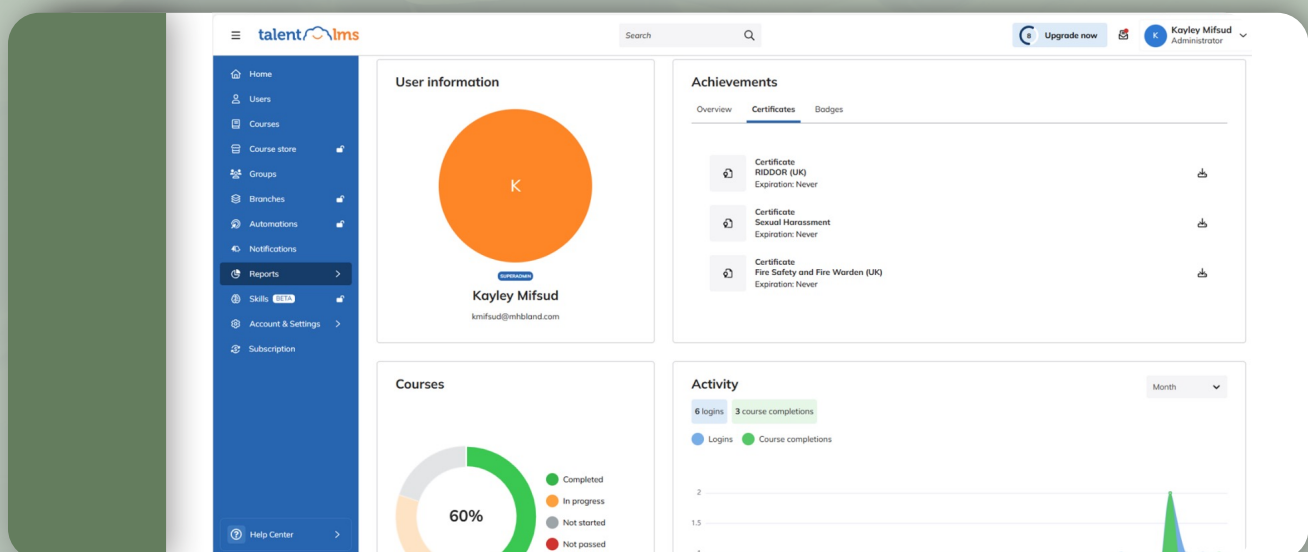 talentlms
Search
8 Upgrade now
K
Kayley Mifsud
Administrator
Home
Users
Courses
Course store
Groups
Branches
Automations
Notifications
Reports
Skills BETA
Account & Settings
Subscription
Help Center
User information
K
SUPERADMIN
Kayley Mifsud
kmifsud@mhbland.com
Achievements
Overview Certificates Badges
Certificate
RIDDOR (UK)
Expiration: Never
Certificate
Sexual Harassment
Expiration: Never
Certificate
Fire Safety and Fire Warden (UK)
Expiration: Never
Courses
60%
Completed
In progress
Not started
Not passed
Activity
Month
6 logins 3 course completions
Logins Course completions
2
1.5